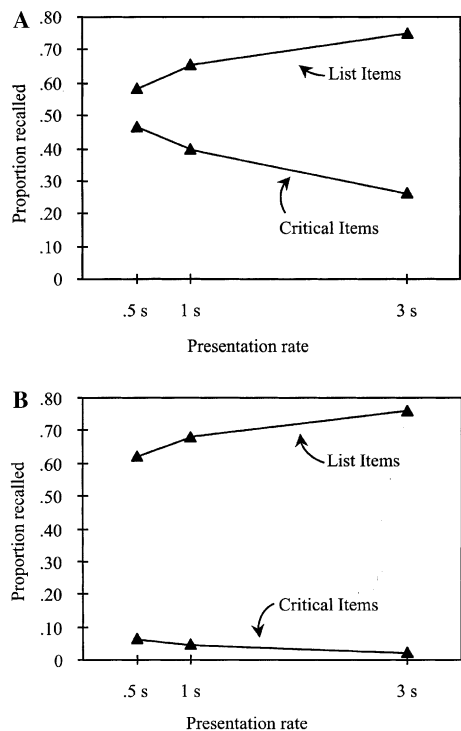 A
.80
.70
.60
.50
.40
.30
.20
.10
0
Proportion recalled
List Items
Critical Items
.5 s 1 s 3 s
Presentation rate
B
.80
.70
.60
.50
.40
.30
.20
.10
0
Proportion recalled
List Items
Critical Items
.5 s 1 s 3 s
Presentation rate